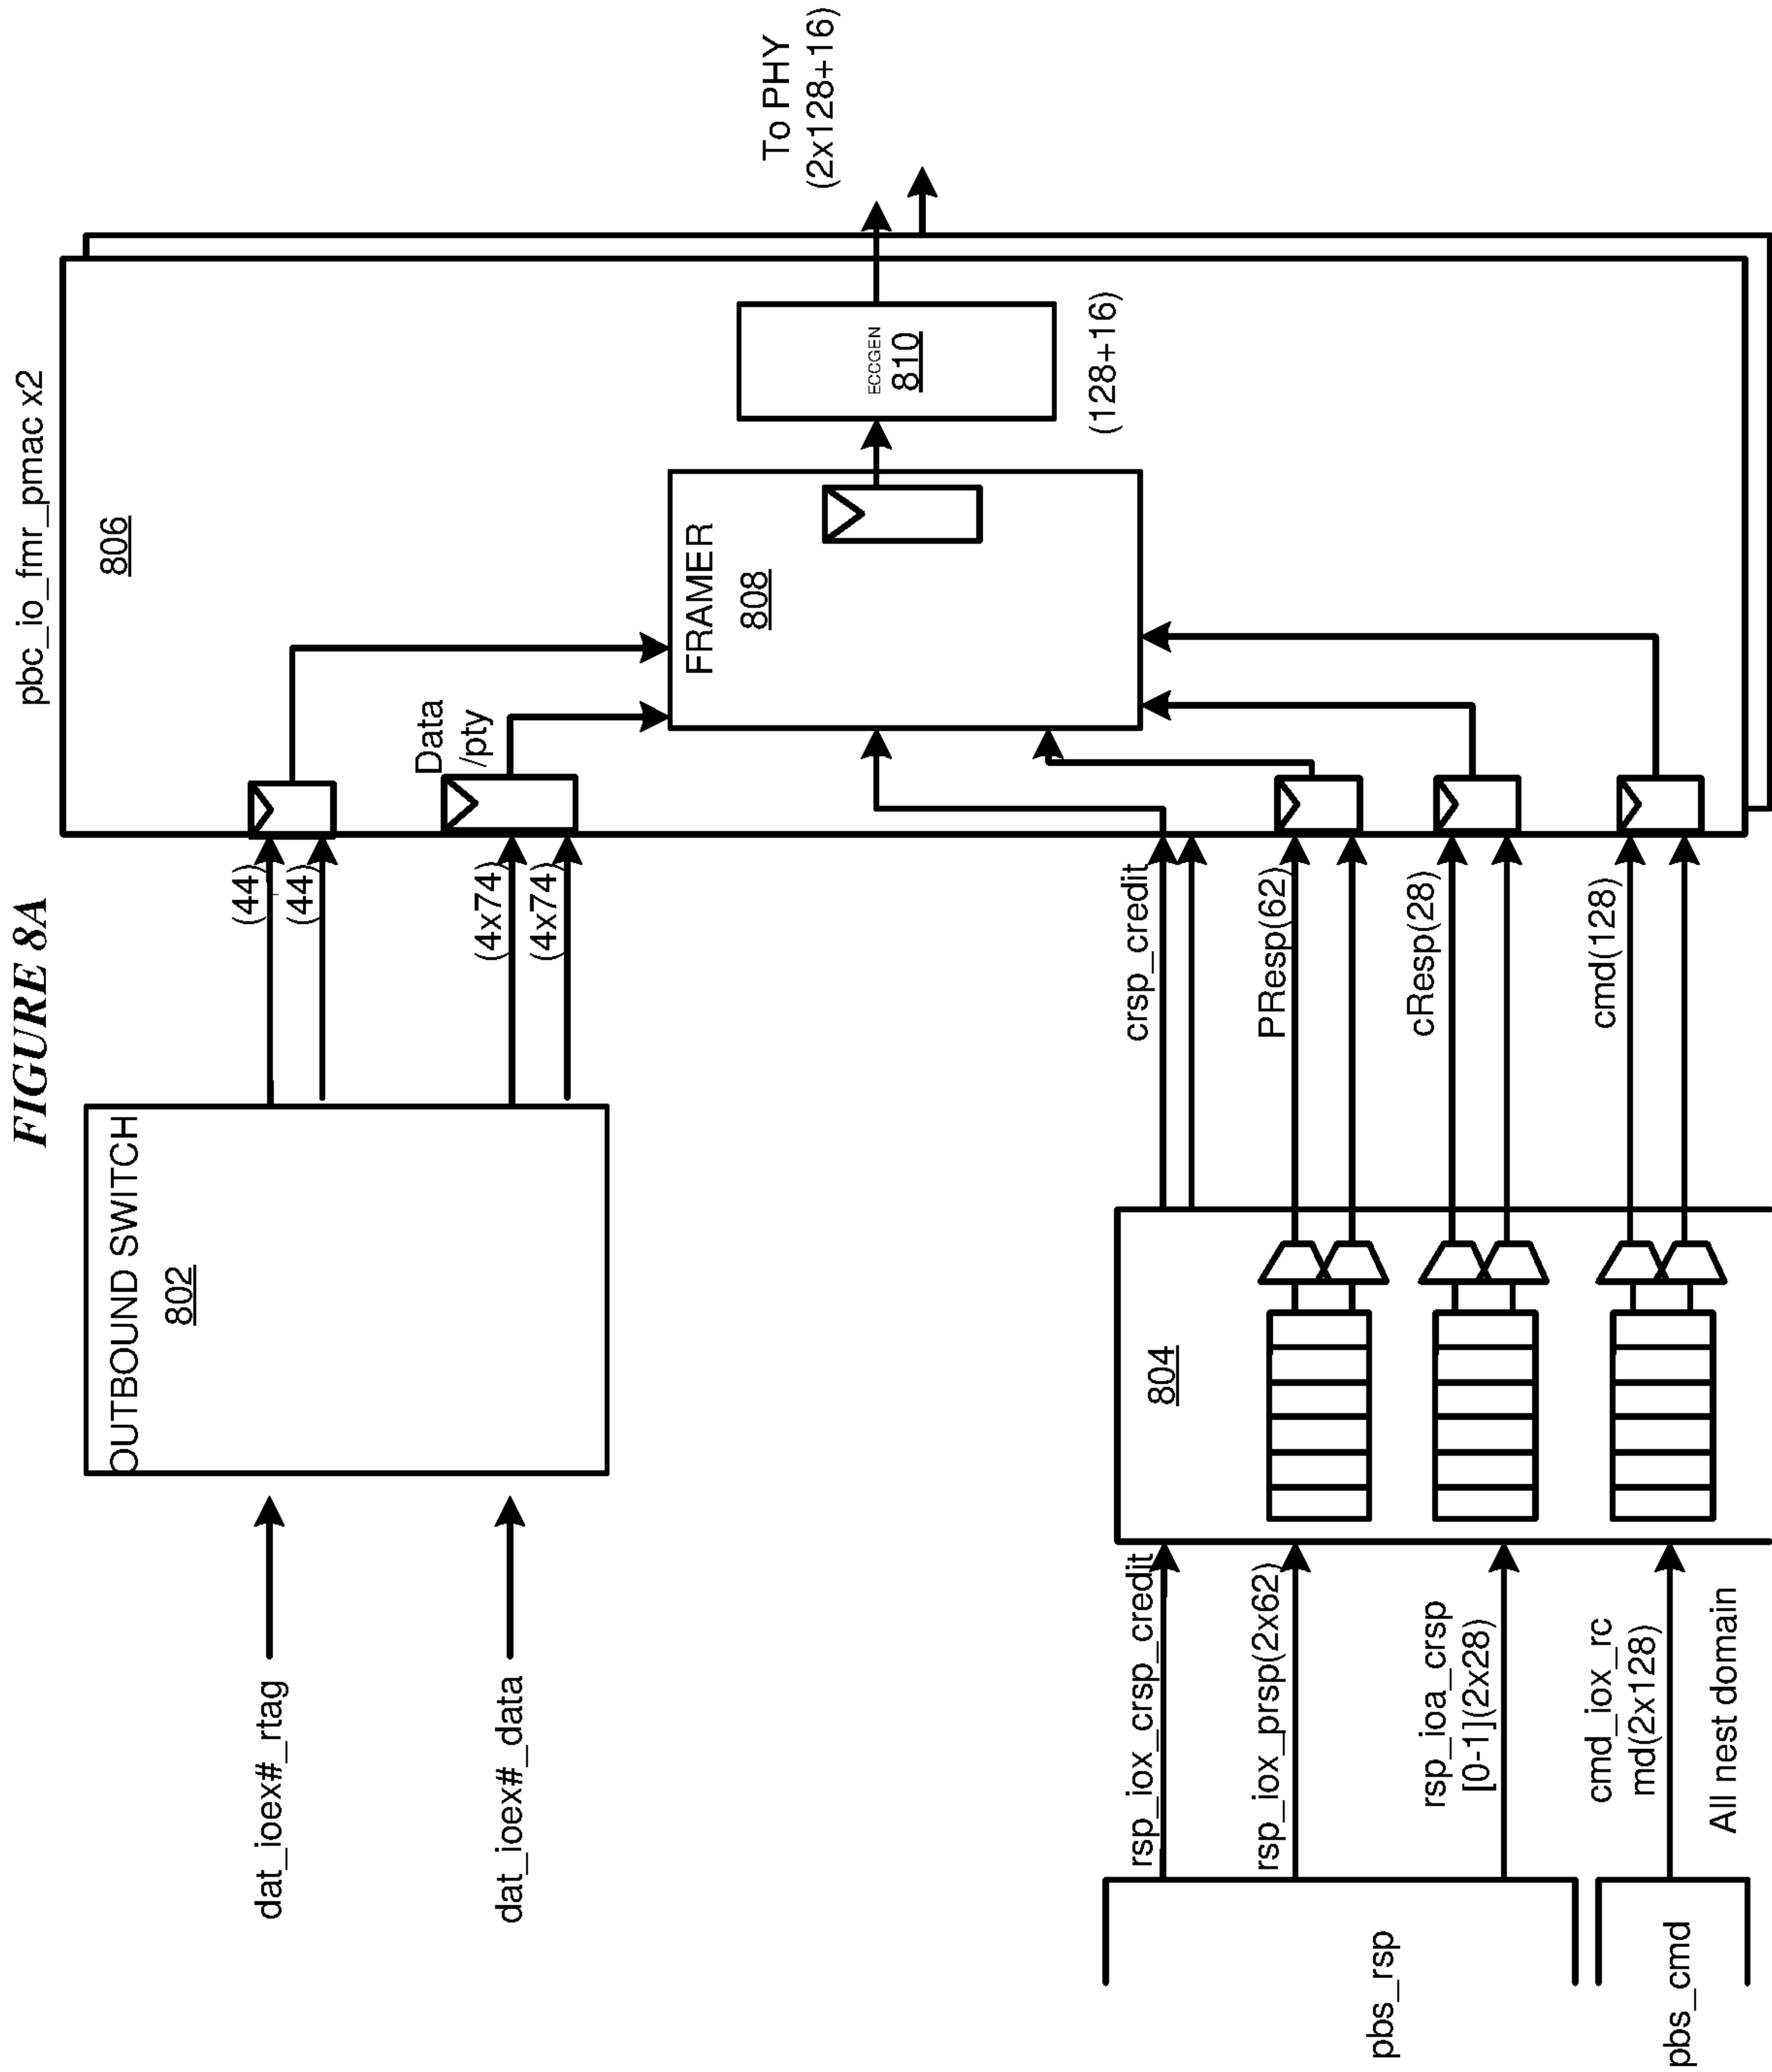 FIGURE 8A
pbc_io_fmr_pmac x2
OUTBOUND SWITCH
802
806
dat_ioex#_rtag
dat_ioex#_data
(44)
(44)
(4x74)
(4x74)
Data
/pty
FRAMER
808
ECCGEN
810
(128+16)
To PHY
(2x128+16)
804
rsp_iox_crsp_credit
rsp_iox_prsp(2x62)
rsp_ioa_crsp
[0-1](2x28)
cmd_iox_rc
md(2x128)
All nest domain
crsp_credit
PResp(62)
cResp(28)
cmd(128)
pbs_rsp
pbs_cmd